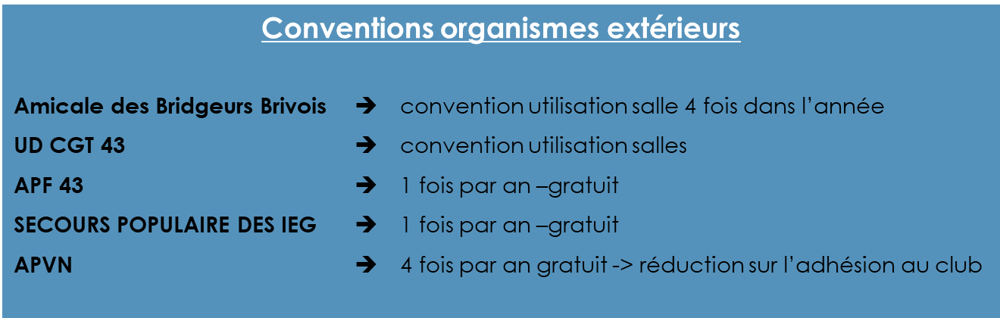 Conventions organismes extérieurs
Amicale des Bridgeurs Brivois ➔ convention utilisation salle 4 fois dans l’année
UD CGT 43 ➔ convention utilisation salles
APF 43 ➔ 1 fois par an –gratuit
SECOURS POPULAIRE DES IEG ➔ 1 fois par an –gratuit
APVN ➔ 4 fois par an gratuit -> réduction sur l’adhésion au club